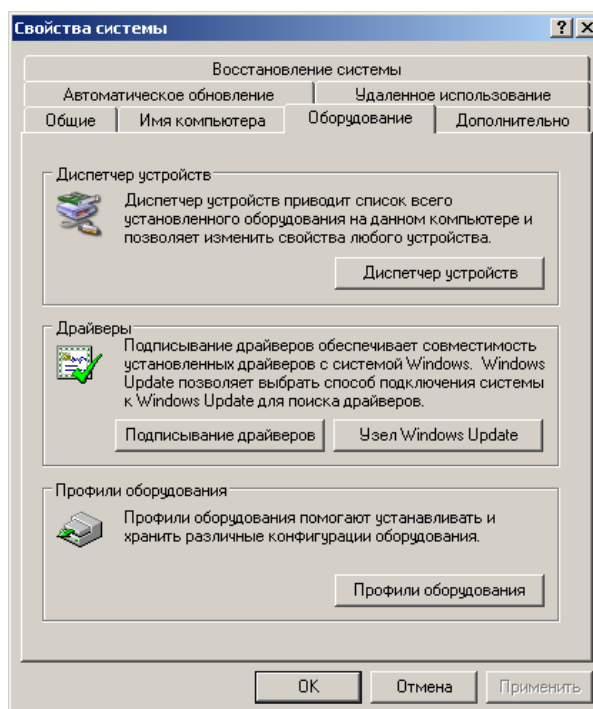 Свойства системы
Восстановление системы
Автоматическое обновление Удаленное использование
Общие Имя компьютера Оборудование Дополнительно
Диспетчер устройств
Диспетчер устройств приводит список всего
установленного оборудования на данном компьютере и
позволяет изменить свойства любого устройства.
Диспетчер устройств
Драйверы
Подписывание драйверов обеспечивает совместимость
установленных драйверов с системой Windows. Windows
Update позволяет выбрать способ подключения системы
к Windows Update для поиска драйверов.
Подписывание драйверов Узел Windows Update
Профили оборудования
Профили оборудования помогают устанавливать и
хранить различные конфигурации оборудования.
Профили оборудования
OK Отмена Применить